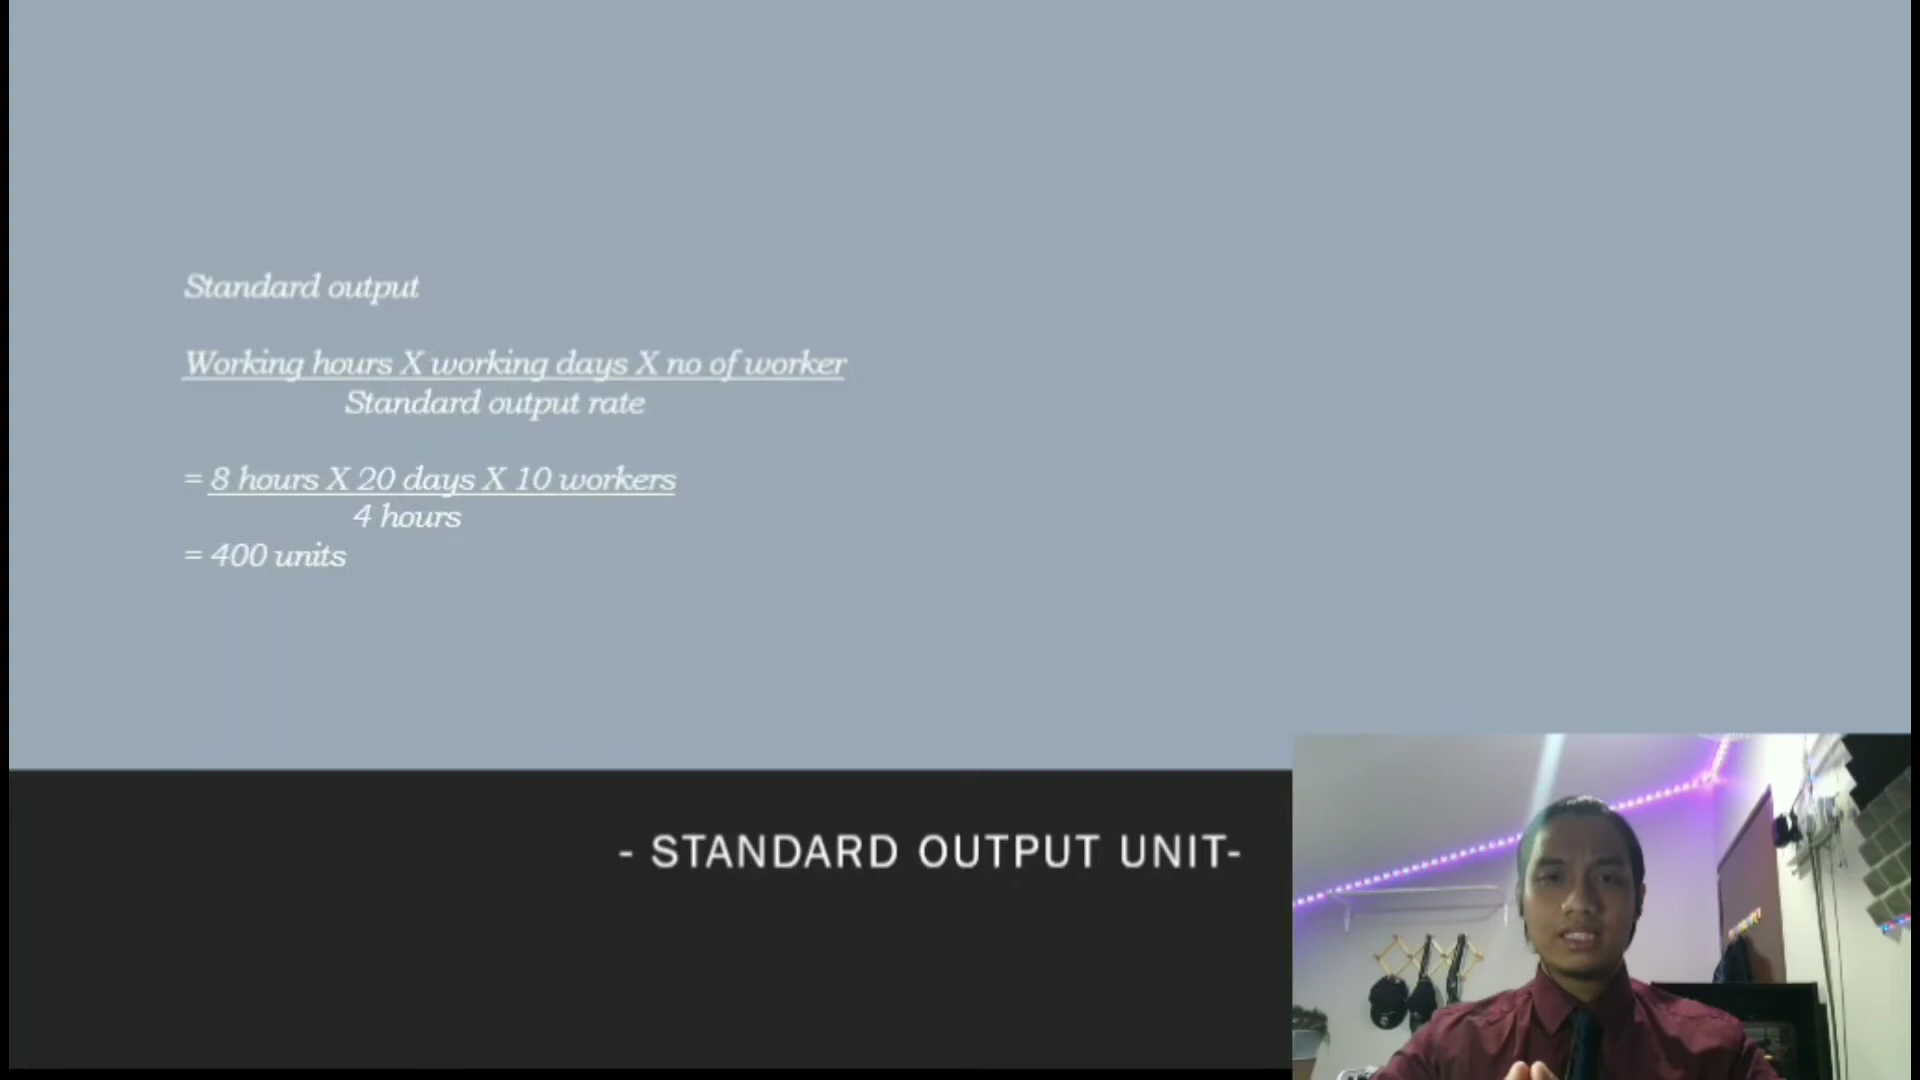 Standard output
Working hours X working days X no of worker
Standard output rate
= 8 hours X 20 days X 10 workers
4 hours
= 400 units
- STANDARD OUTPUT UNIT-